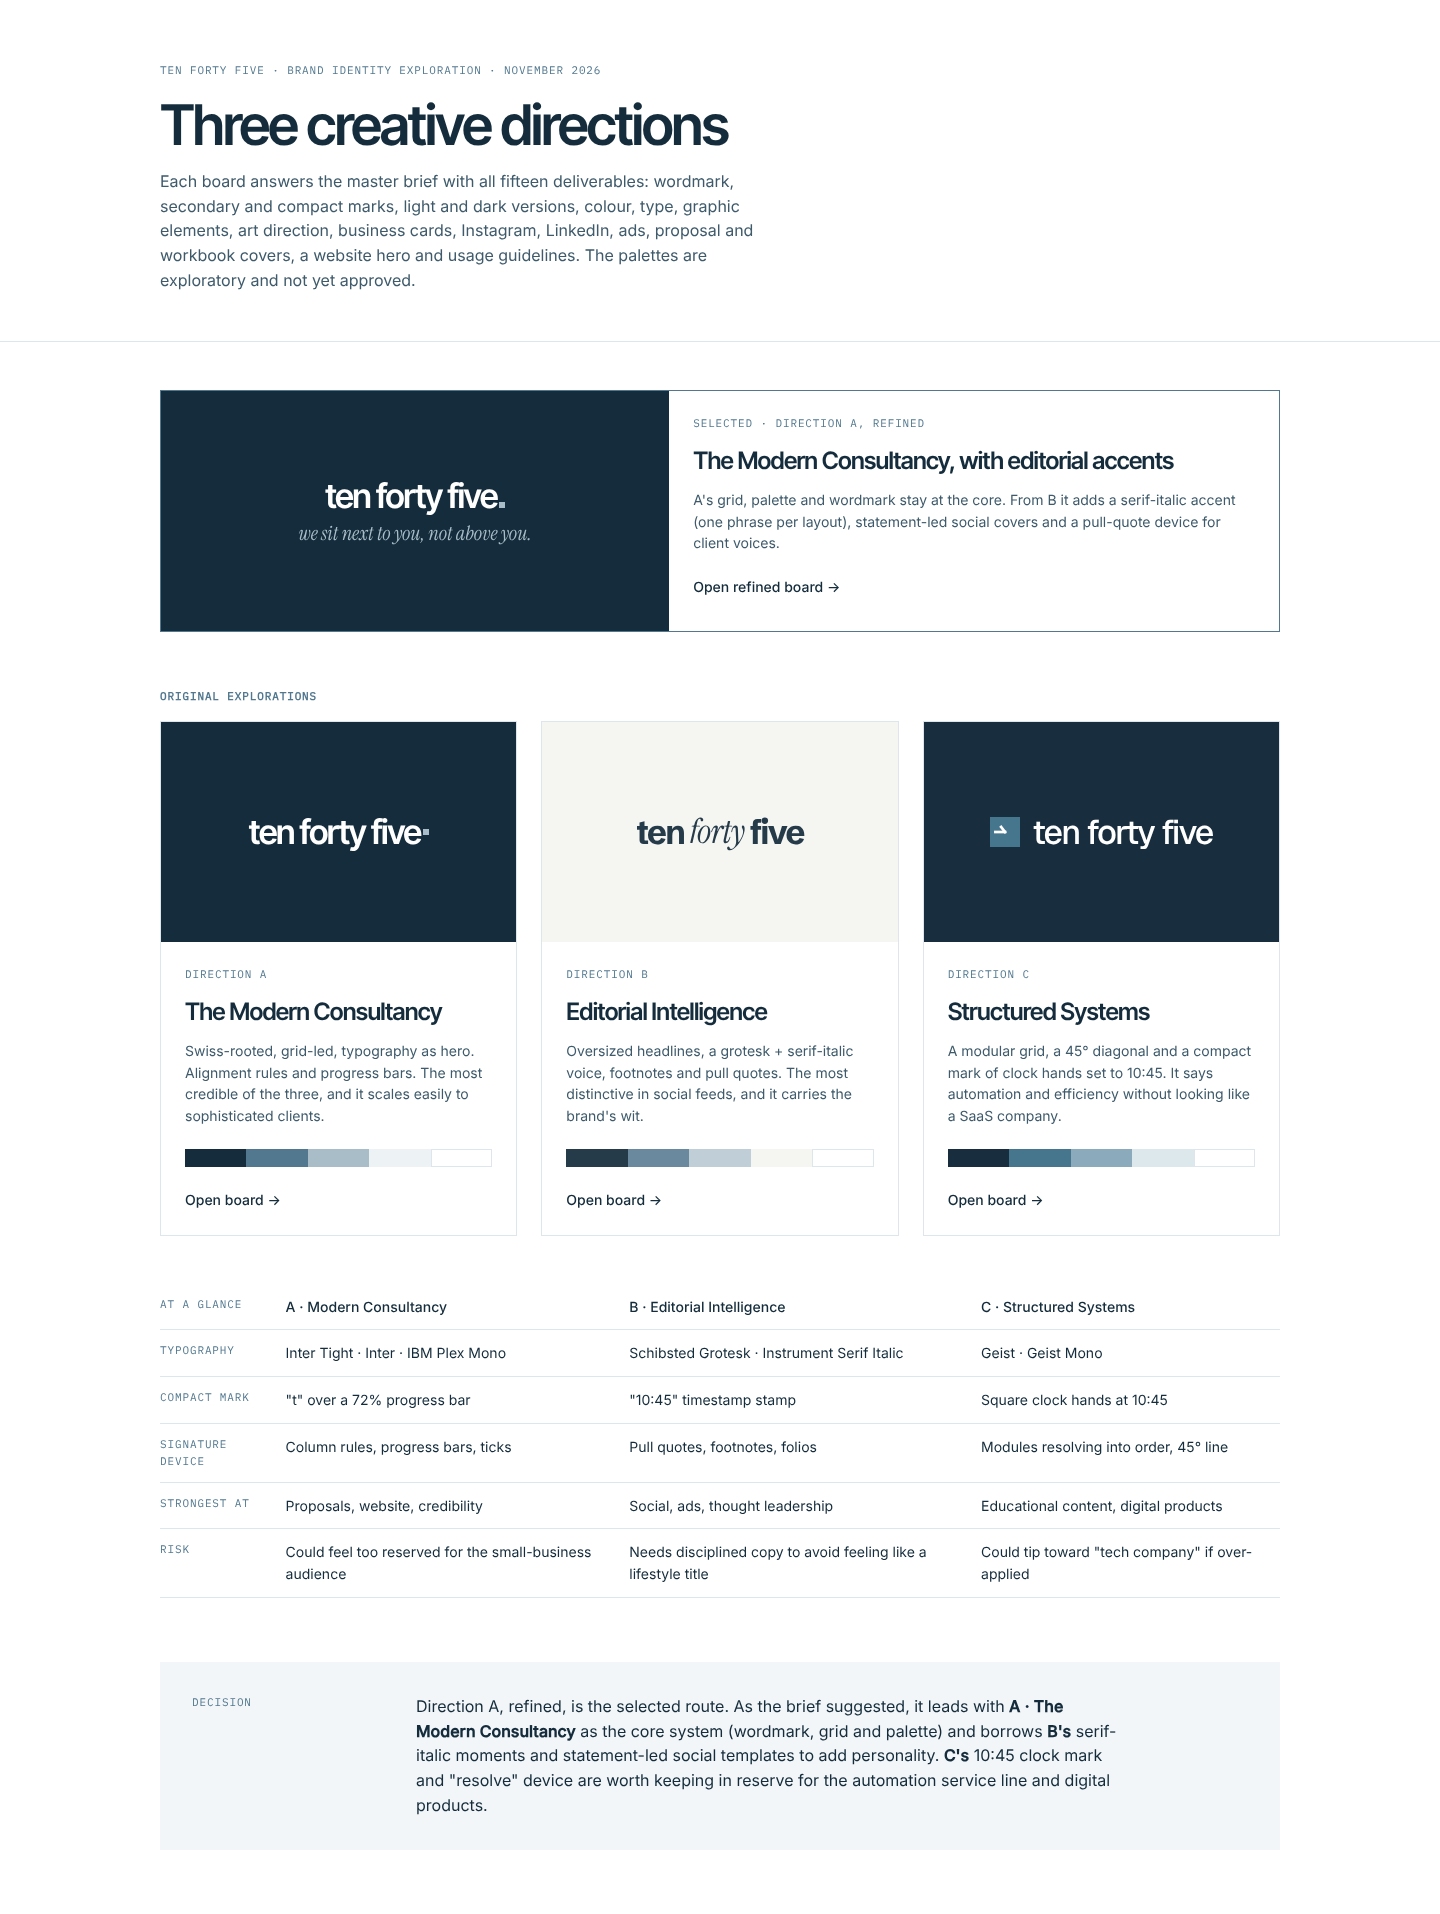 TEN FORTY FIVE · BRAND IDENTITY EXPLORATION · NOVEMBER 2026
Three creative directions
Each board answers the master brief with all fifteen deliverables: wordmark,
secondary and compact marks, light and dark versions, colour, type, graphic
elements, art direction, business cards, Instagram, LinkedIn, ads, proposal and
workbook covers, a website hero and usage guidelines. The palettes are
exploratory and not yet approved.
ten forty five.
we sit next to you, not above you.
SELECTED · DIRECTION A, REFINED
The Modern Consultancy, with editorial accents
A's grid, palette and wordmark stay at the core. From B it adds a serif-italic accent
(one phrase per layout), statement-led social covers and a pull-quote device for
client voices.
Open refined board →
ORIGINAL EXPLORATIONS
ten forty five
DIRECTION A
The Modern Consultancy
Swiss-rooted, grid-led, typography as hero.
Alignment rules and progress bars. The most
credible of the three, and it scales easily to
sophisticated clients.
Open board →
ten forty five
DIRECTION B
Editorial Intelligence
Oversized headlines, a grotesk + serif-italic
voice, footnotes and pull quotes. The most
distinctive in social feeds, and it carries the
brand's wit.
Open board →
ten forty five
DIRECTION C
Structured Systems
A modular grid, a 45° diagonal and a compact
mark of clock hands set to 10:45. It says
automation and efficiency without looking like
a SaaS company.
Open board →
AT A GLANCE
A · Modern Consultancy
B · Editorial Intelligence
C · Structured Systems
TYPOGRAPHY
Inter Tight · Inter · IBM Plex Mono
Schibsted Grotesk · Instrument Serif Italic
Geist · Geist Mono
COMPACT MARK
"t" over a 72% progress bar
"10:45" timestamp stamp
Square clock hands at 10:45
SIGNATURE
DEVICE
Column rules, progress bars, ticks
Pull quotes, footnotes, folios
Modules resolving into order, 45° line
STRONGEST AT
Proposals, website, credibility
Social, ads, thought leadership
Educational content, digital products
RISK
Could feel too reserved for the small-business
audience
Needs disciplined copy to avoid feeling like a
lifestyle title
Could tip toward "tech company" if over-
applied
DECISION
Direction A, refined, is the selected route. As the brief suggested, it leads with A · The
Modern Consultancy as the core system (wordmark, grid and palette) and borrows B's serif-
italic moments and statement-led social templates to add personality. C's 10:45 clock mark
and "resolve" device are worth keeping in reserve for the automation service line and digital
products.